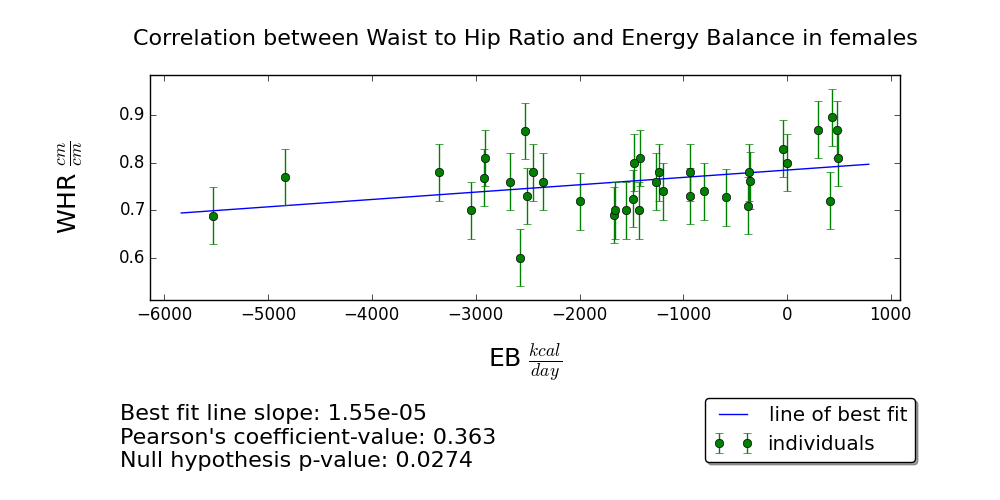 Correlation between Waist to Hip Ratio and Energy Balance in females
WHR cm/cm
0.9
0.8
0.7
0.6
−6000 −5000 −4000 −3000 −2000 −1000 0 1000
EB kcal/day
Best fit line slope: 1.55e-05
Pearson's coefficient-value: 0.363
Null hypothesis p-value: 0.0274
line of best fit
individuals